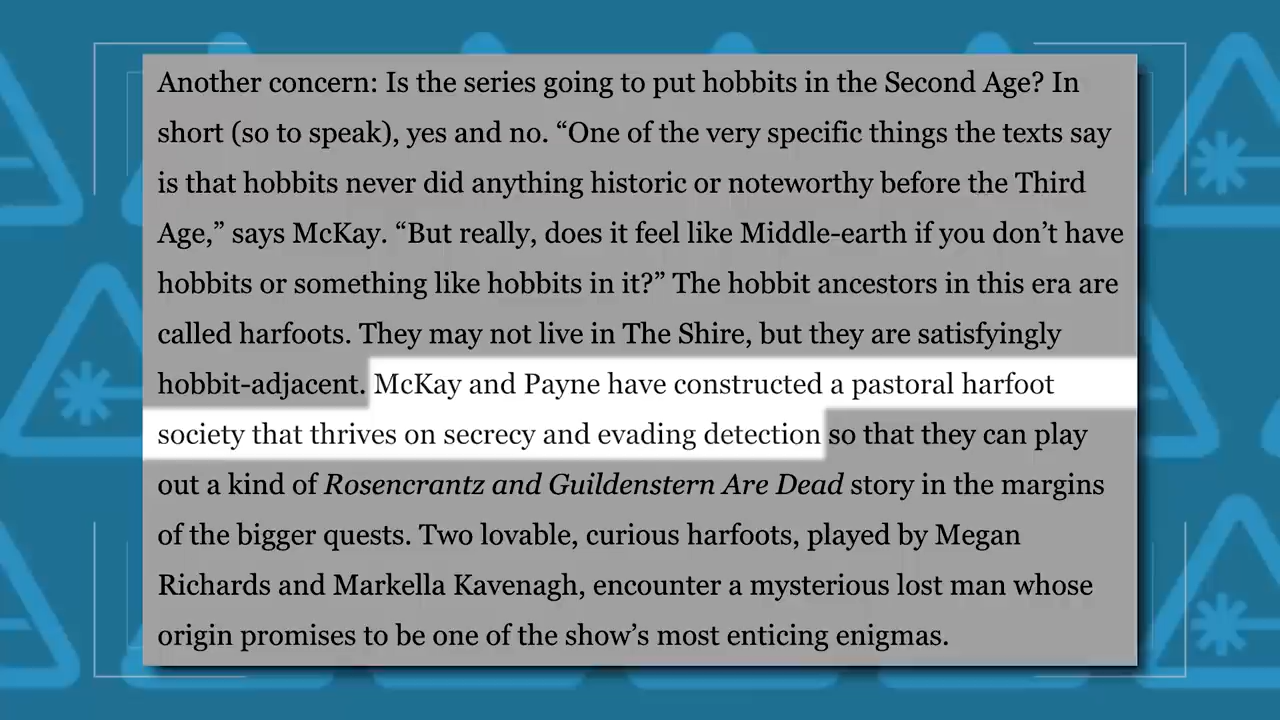 Another concern: Is the series going to put hobbits in the Second Age? In
short (so to speak), yes and no. “One of the very specific things the texts say
is that hobbits never did anything historic or noteworthy before the Third
Age,” says McKay. “But really, does it feel like Middle-earth if you don’t have
hobbits or something like hobbits in it?” The hobbit ancestors in this era are
called harfoots. They may not live in The Shire, but they are satisfyingly
hobbit-adjacent. McKay and Payne have constructed a pastoral harfoot
society that thrives on secrecy and evading detection so that they can play
out a kind of Rosencrantz and Guildenstern Are Dead story in the margins
of the bigger quests. Two lovable, curious harfoots, played by Megan
Richards and Markella Kavenagh, encounter a mysterious lost man whose
origin promises to be one of the show’s most enticing enigmas.